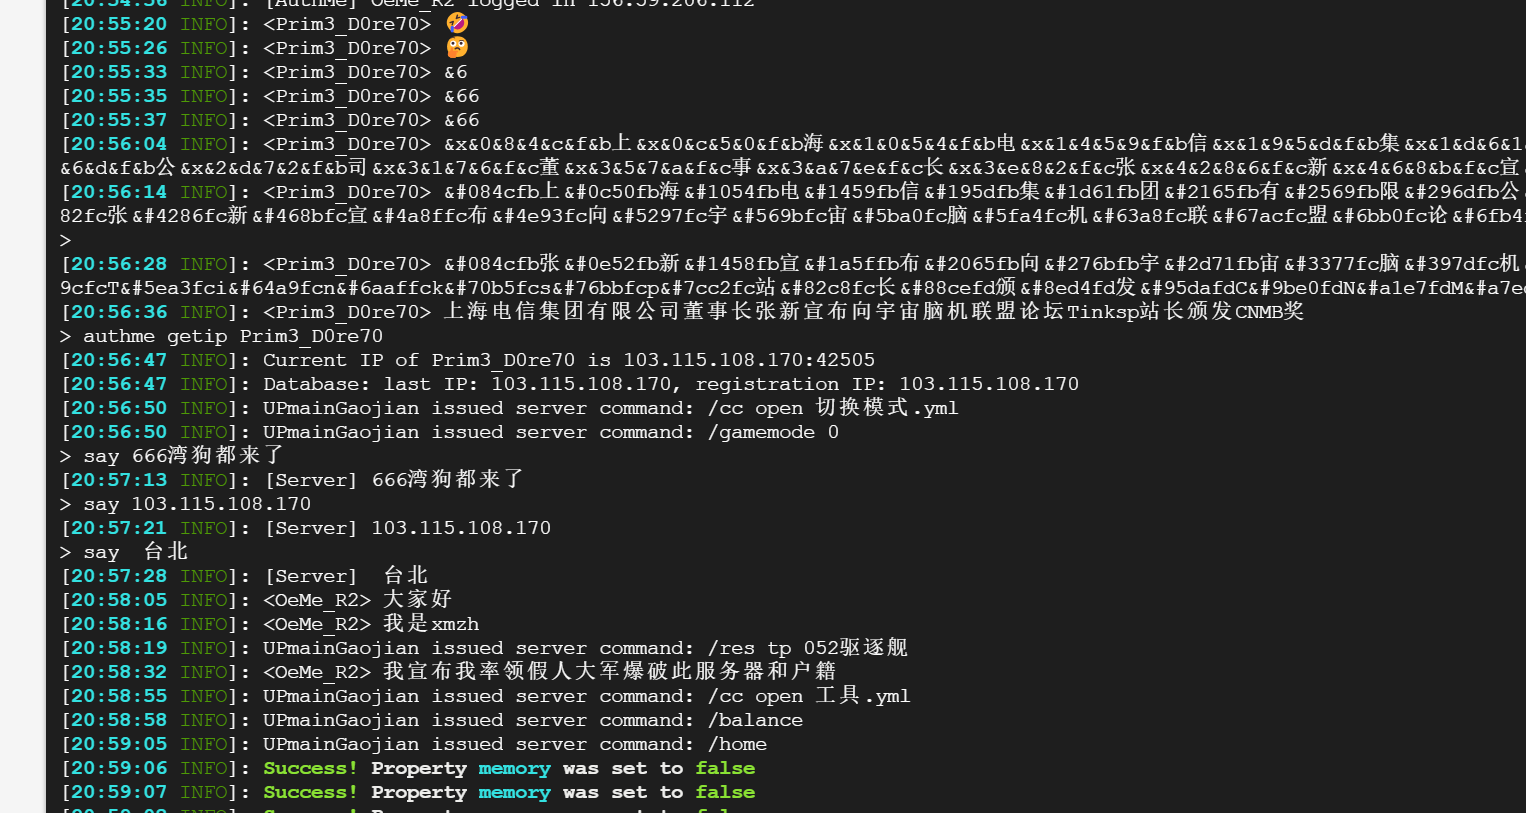 [20:54:56 INFO]: [AuthMe] OeMe_R2 logged in 156.59.206.112
[20:55:20 INFO]: <Prim3_D0re70> 🤣
[20:55:26 INFO]: <Prim3_D0re70>
[20:55:33 INFO]: <Prim3_D0re70> &6
[20:55:35 INFO]: <Prim3_D0re70> &66
[20:55:37 INFO]: <Prim3_D0re70> &66
[20:56:04 INFO]: <Prim3_D0re70> &x&0&8&4&c&f&b上&x&0&c&5&0&f&b海&x&1&0&5&4&f&b电&x&1&4&5&9&f&b信&x&1&9&5&d&f&b集&x&1&d&6&1
&6&d&f&b公&x&2&d&7&2&f&b司&x&3&1&7&6&f&c董&x&3&5&7&a&f&c事&x&3&a&7&e&f&c长&x&3&e&8&2&f&c张&x&4&2&8&6&f&c新&x&4&6&8&b&f&c宣
[20:56:14 INFO]: <Prim3_D0re70> &#084cfb上&#0c50fb海&#1054fb电&#1459fb信&#195dfb集&#1d61fb团&#2165fb有&#2569fb限&#296dfb公
82fc张&#4286fc新&#468bfc宣&#4a8ffc布&#4e93fc向&#5297fc宇&#569bfc宙&#5ba0fc脑&#5fa4fc机&#63a8fc联&#67acfc盟&#6bb0fc论&#6fb4
>
[20:56:28 INFO]: <Prim3_D0re70> &#084cfb张&#0e52fb新&#1458fb宣&#1a5ffb布&#2065fb向&#276bfb宇&#2d71fb宙&#3377fc脑&#397dfc机
9cfcT&#5ea3fci&#64a9fcn&#6aaffck&#70b5fcs&#76bbfcp&#7cc2fc站&#82c8fc长&#88cefd颁&#8ed4fd发&#95dafdC&#9be0fdN&#a1e7fdM&#a7e
[20:56:36 INFO]: <Prim3_D0re70> 上海电信集团有限公司董事长张新宣布向宇宙脑机联盟论坛Tinksp站长颁发CNMB奖
> authme getip Prim3_D0re70
[20:56:47 INFO]: Current IP of Prim3_D0re70 is 103.115.108.170:42505
[20:56:47 INFO]: Database: last IP: 103.115.108.170, registration IP: 103.115.108.170
[20:56:50 INFO]: UPmainGaojian issued server command: /cc open 切换模式.yml
[20:56:50 INFO]: UPmainGaojian issued server command: /gamemode 0
> say 666湾狗都来了
[20:57:13 INFO]: [Server] 666湾狗都来了
> say 103.115.108.170
[20:57:21 INFO]: [Server] 103.115.108.170
> say  台北
[20:57:28 INFO]: [Server]  台北
[20:58:05 INFO]: <OeMe_R2> 大家好
[20:58:16 INFO]: <OeMe_R2> 我是xmzh
[20:58:19 INFO]: UPmainGaojian issued server command: /res tp 052驱逐舰
[20:58:32 INFO]: <OeMe_R2> 我宣布我率领假人大军爆破此服务器和户籍
[20:58:55 INFO]: UPmainGaojian issued server command: /cc open 工具.yml
[20:58:58 INFO]: UPmainGaojian issued server command: /balance
[20:59:05 INFO]: UPmainGaojian issued server command: /home
[20:59:06 INFO]: Success! Property memory was set to false
[20:59:07 INFO]: Success! Property memory was set to false